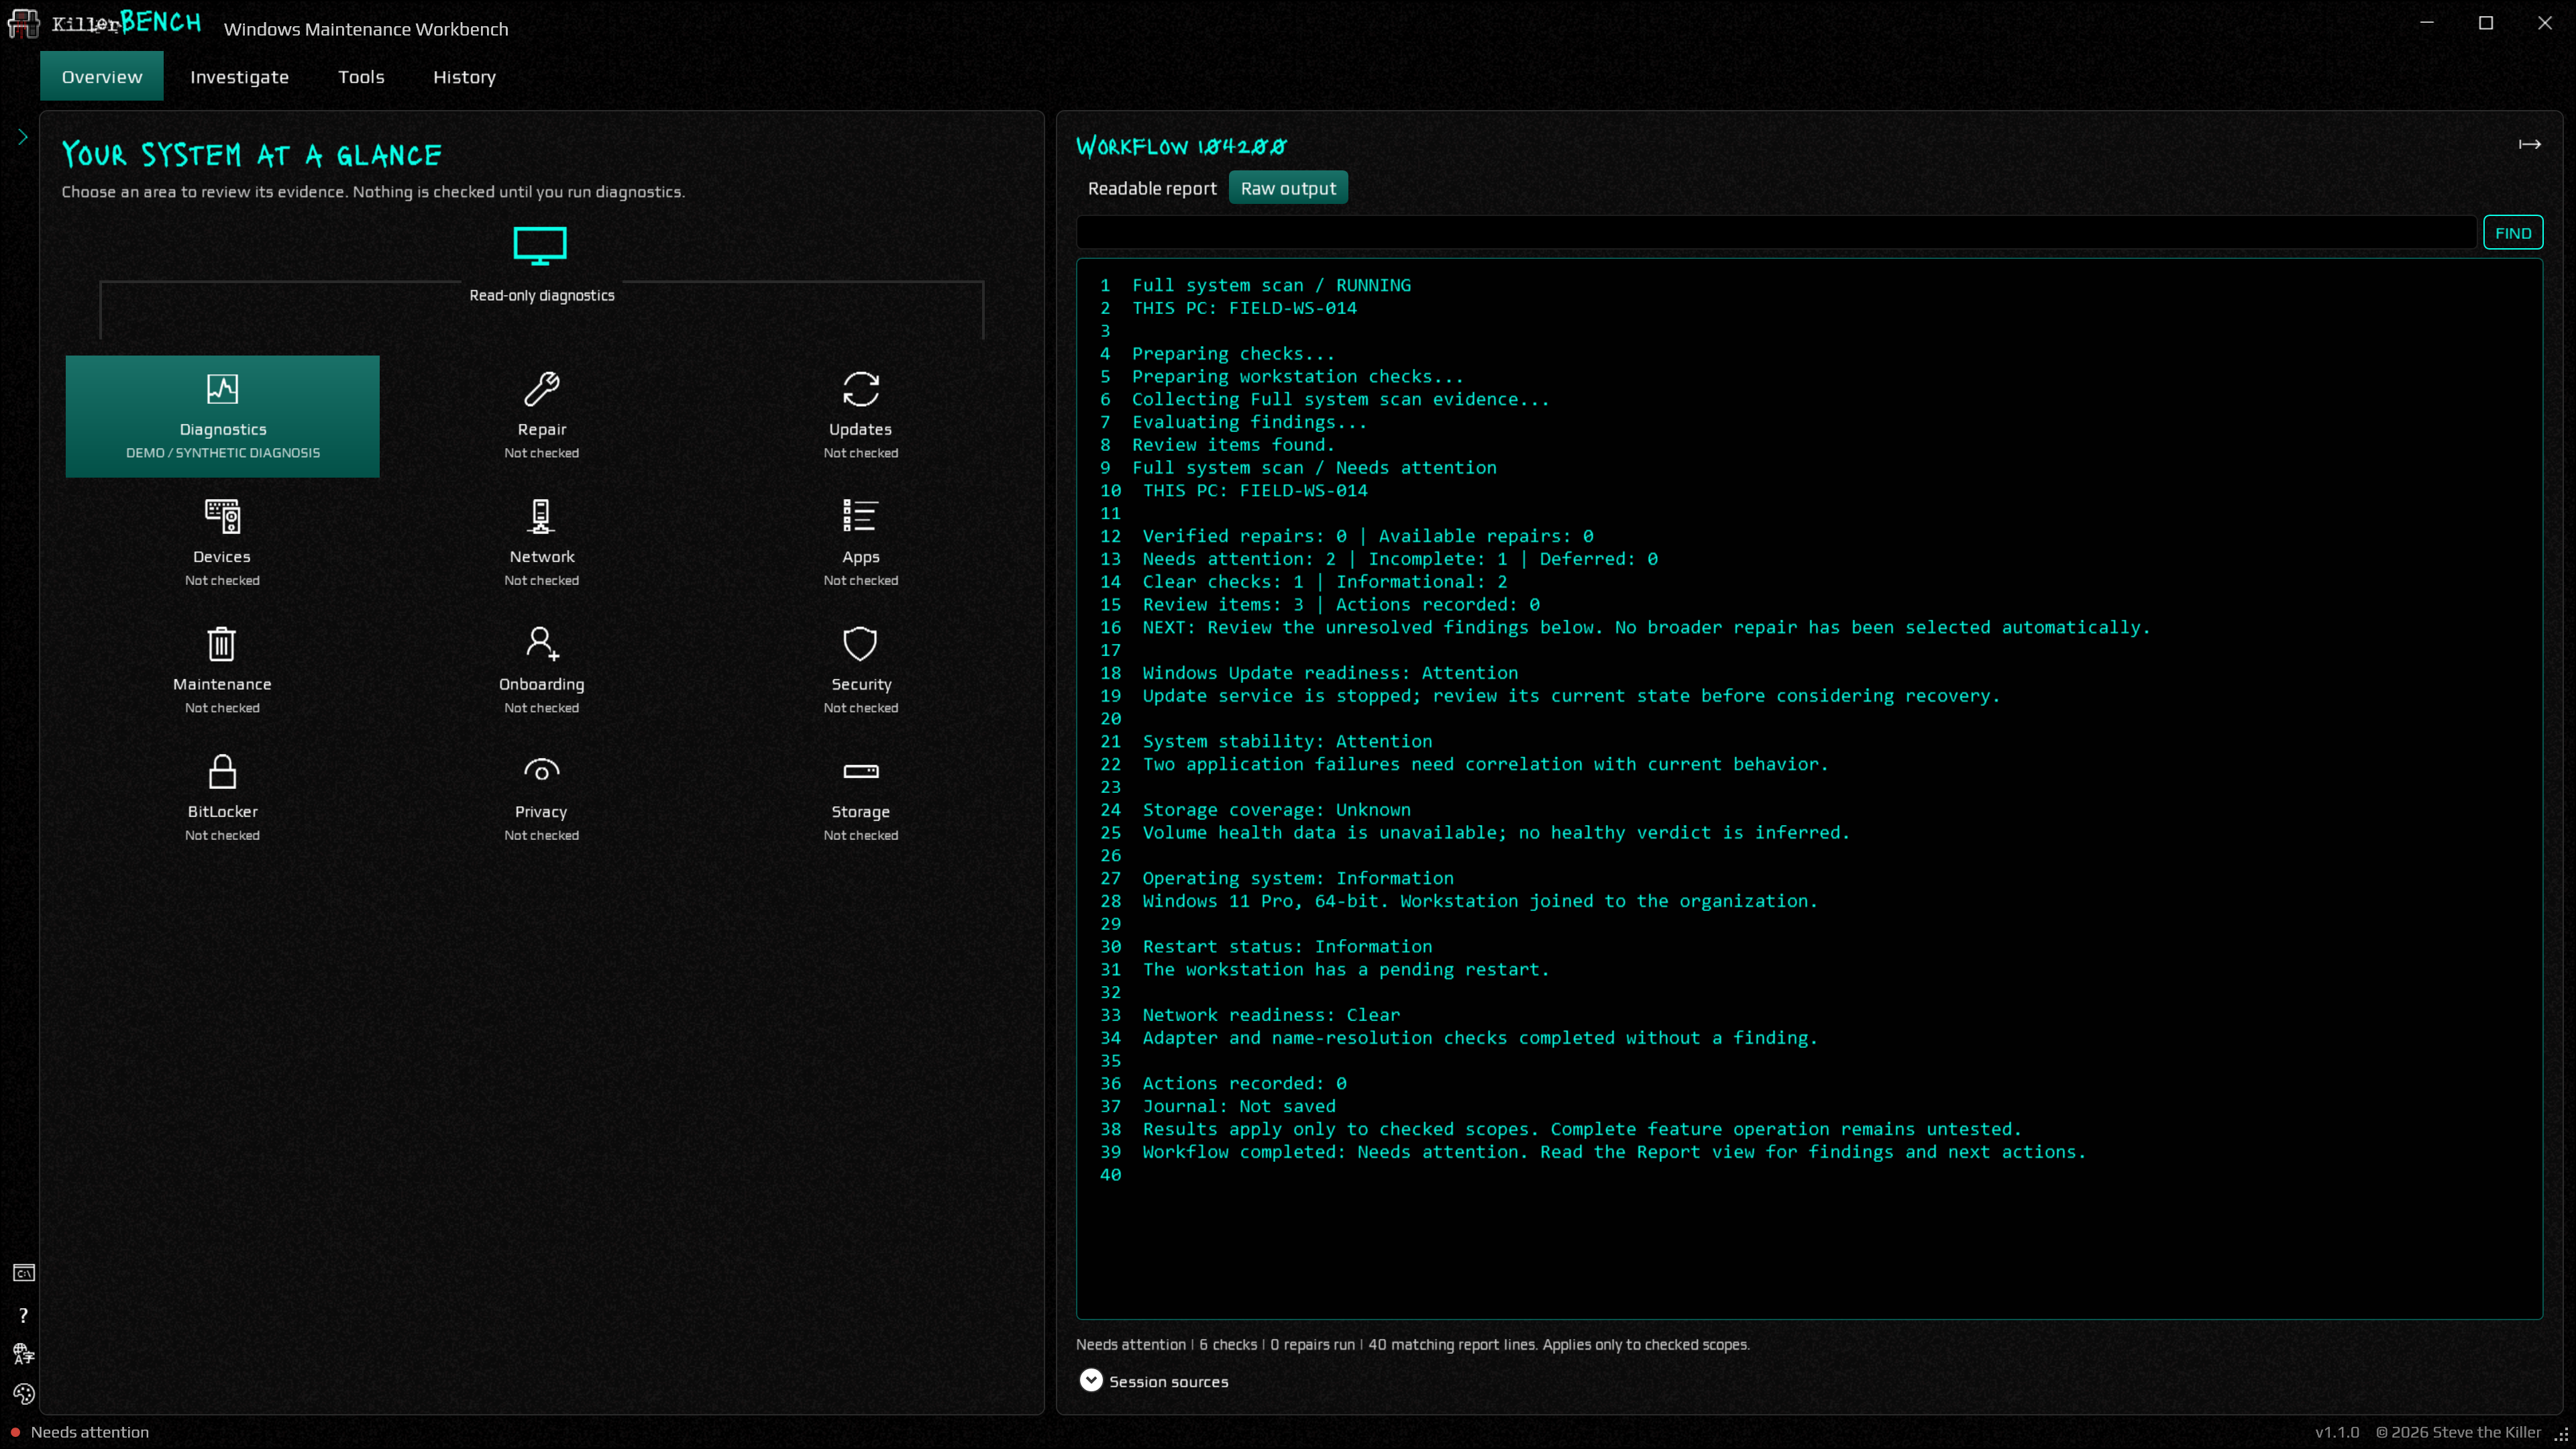 KillerBENCH Windows Maintenance Workbench
Overview Investigate Tools History
YOUR SYSTEM AT A GLANCE
Choose an area to review its evidence. Nothing is checked until you run diagnostics.
Read-only diagnostics
Diagnostics
DEMO / SYNTHETIC DIAGNOSIS
Repair
Not checked
Updates
Not checked
Devices
Not checked
Network
Not checked
Apps
Not checked
Maintenance
Not checked
Onboarding
Not checked
Security
Not checked
BitLocker
Not checked
Privacy
Not checked
Storage
Not checked
WORKFLOW 104200
Readable report Raw output
FIND
1 Full system scan / RUNNING
2 THIS PC: FIELD-WS-014
3
4 Preparing checks...
5 Preparing workstation checks...
6 Collecting Full system scan evidence...
7 Evaluating findings...
8 Review items found.
9 Full system scan / Needs attention
10 THIS PC: FIELD-WS-014
11
12 Verified repairs: 0 | Available repairs: 0
13 Needs attention: 2 | Incomplete: 1 | Deferred: 0
14 Clear checks: 1 | Informational: 2
15 Review items: 3 | Actions recorded: 0
16 NEXT: Review the unresolved findings below. No broader repair has been selected automatically.
17
18 Windows Update readiness: Attention
19 Update service is stopped; review its current state before considering recovery.
20
21 System stability: Attention
22 Two application failures need correlation with current behavior.
23
24 Storage coverage: Unknown
25 Volume health data is unavailable; no healthy verdict is inferred.
26
27 Operating system: Information
28 Windows 11 Pro, 64-bit. Workstation joined to the organization.
29
30 Restart status: Information
31 The workstation has a pending restart.
32
33 Network readiness: Clear
34 Adapter and name-resolution checks completed without a finding.
35
36 Actions recorded: 0
37 Journal: Not saved
38 Results apply only to checked scopes. Complete feature operation remains untested.
39 Workflow completed: Needs attention. Read the Report view for findings and next actions.
40
Needs attention | 6 checks | 0 repairs run | 40 matching report lines. Applies only to checked scopes.
Session sources
C:\
?
A字
Needs attention
v1.1.0 © 2026 Steve the Killer